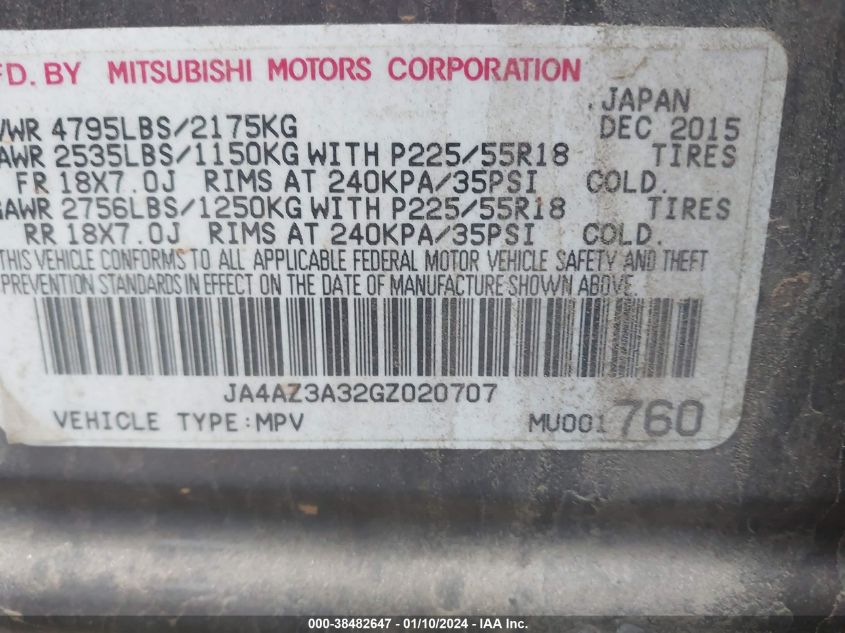 FD. BY MITSUBISHI MOTORS CORPORATION
. JAPAN
VWR 4795LBS/2175KG DEC 2015
AWR 2535LBS/1150KG WITH P225/55R18 TIRES
FR 18X7.0J RIMS AT 240KPA/35PSI COLD.
GAWR 2756LBS/1250KG WITH P225/55R18 TIRES
RR 18X7.0J RIMS AT 240KPA/35PSI COLD.
THIS VEHICLE CONFORMS TO ALL APPLICABLE FEDERAL MOTOR VEHICLE SAFETY AND THEFT
PREVENTION STANDARDS IN EFFECT ON THE DATE OF MANUFACTURE SHOWN ABOVE.
JA4AZ3A32GZ020707
VEHICLE TYPE:MPV MU001760
000-38482647 - 01/10/2024 - IAA Inc.